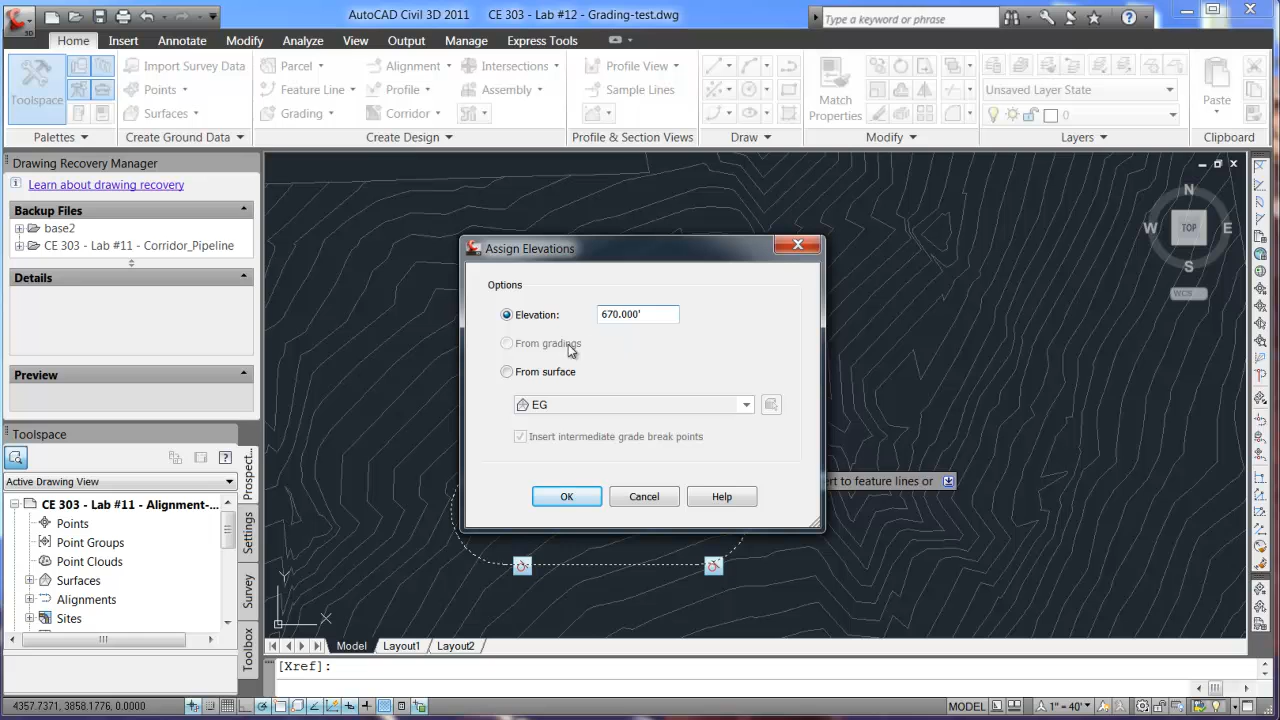 AutoCAD Civil 3D 2011 CE 303 - Lab #12 - Grading-test.dwg
Type a keyword or phrase
Home Insert Annotate Modify Analyze View Output Manage Express Tools
Toolspace
Import Survey Data
Points
Surfaces
Parcel
Feature Line
Grading
Alignment
Profile
Corridor
Intersections
Assembly
Profile View
Sample Lines
Match
Properties
Unsaved Layer State
0
Paste
Palettes Create Ground Data Create Design Profile & Section Views Draw Modify Layers Clipboard
Drawing Recovery Manager
Learn about drawing recovery
Backup Files
base2
CE 303 - Lab #11 - Corridor_Pipeline
Details
Preview
Toolspace
Active Drawing View
CE 303 - Lab #11 - Alignment-...
Points
Point Groups
Point Clouds
Surfaces
Alignments
Sites
Prospect...
Settings
Survey
Toolbox
N
W TOP E
S
WCS
Assign Elevations
Options
Elevation: 670.000'
From gradings
From surface
EG
Insert intermediate grade break points
OK Cancel Help
ert to feature lines or
Y
X
Model Layout1 Layout2
[Xref]:
4357.7371, 3858.1776, 0.0000
MODEL 1" = 40'